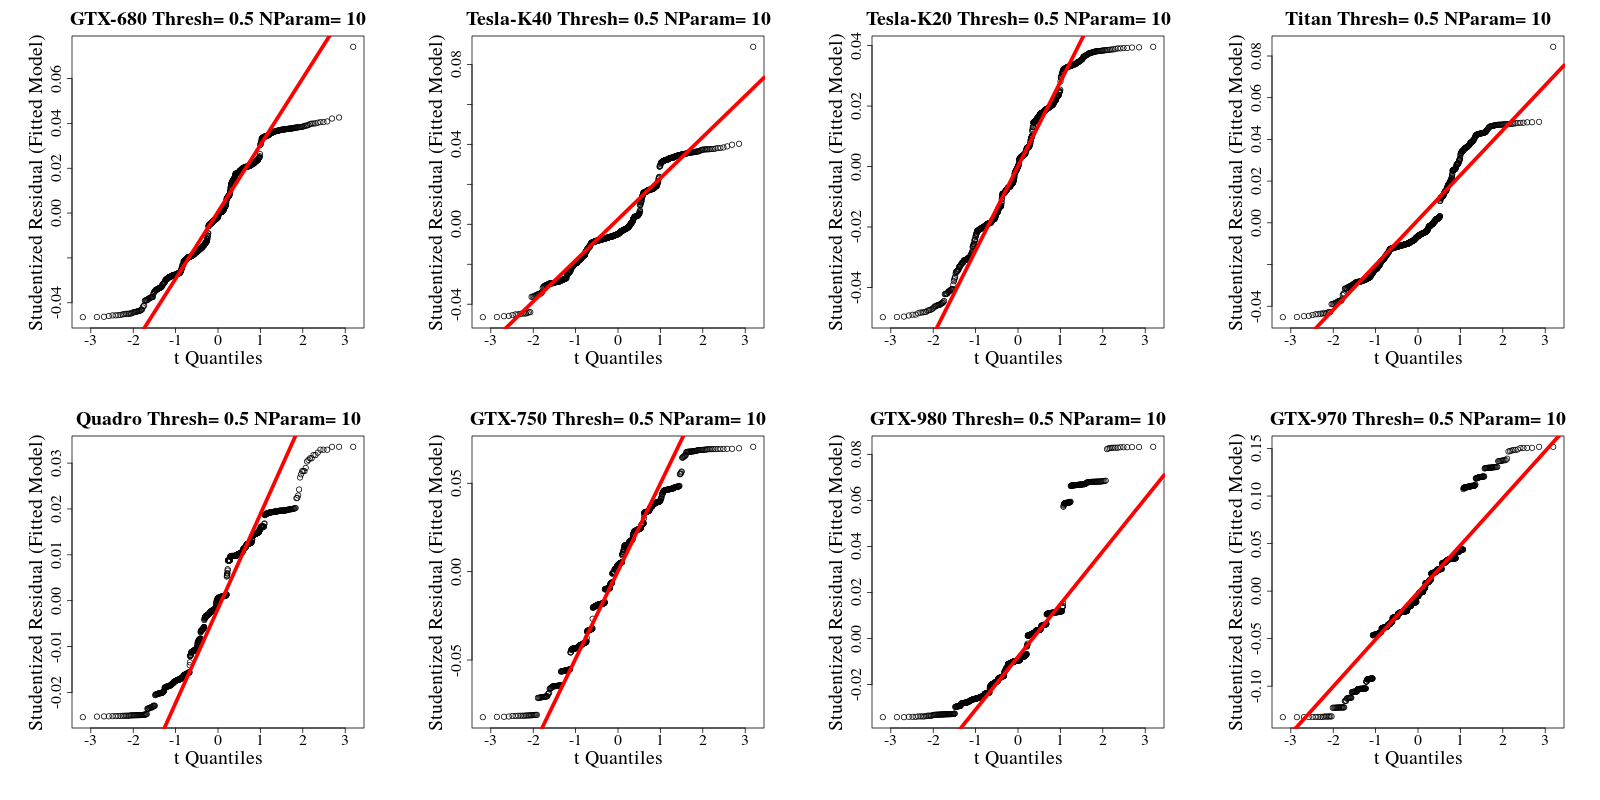 GTX-680 Thresh= 0.5 NParam= 10
Studentized Residual (Fitted Model)
-0.04 0.00 0.02 0.04 0.06
-3 -2 -1 0 1 2 3
t Quantiles
Tesla-K40 Thresh= 0.5 NParam= 10
Studentized Residual (Fitted Model)
-0.04 0.00 0.04 0.08
-3 -2 -1 0 1 2 3
t Quantiles
Tesla-K20 Thresh= 0.5 NParam= 10
Studentized Residual (Fitted Model)
-0.04 -0.02 0.00 0.02 0.04
-3 -2 -1 0 1 2 3
t Quantiles
Titan Thresh= 0.5 NParam= 10
Studentized Residual (Fitted Model)
-0.04 0.00 0.02 0.04 0.06 0.08
-3 -2 -1 0 1 2 3
t Quantiles
Quadro Thresh= 0.5 NParam= 10
Studentized Residual (Fitted Model)
-0.02 -0.01 0.00 0.01 0.02 0.03
-3 -2 -1 0 1 2 3
t Quantiles
GTX-750 Thresh= 0.5 NParam= 10
Studentized Residual (Fitted Model)
-0.05 0.00 0.05
-3 -2 -1 0 1 2 3
t Quantiles
GTX-980 Thresh= 0.5 NParam= 10
Studentized Residual (Fitted Model)
-0.02 0.00 0.02 0.04 0.06 0.08
-3 -2 -1 0 1 2 3
t Quantiles
GTX-970 Thresh= 0.5 NParam= 10
Studentized Residual (Fitted Model)
-0.10 -0.05 0.00 0.05 0.10 0.15
-3 -2 -1 0 1 2 3
t Quantiles